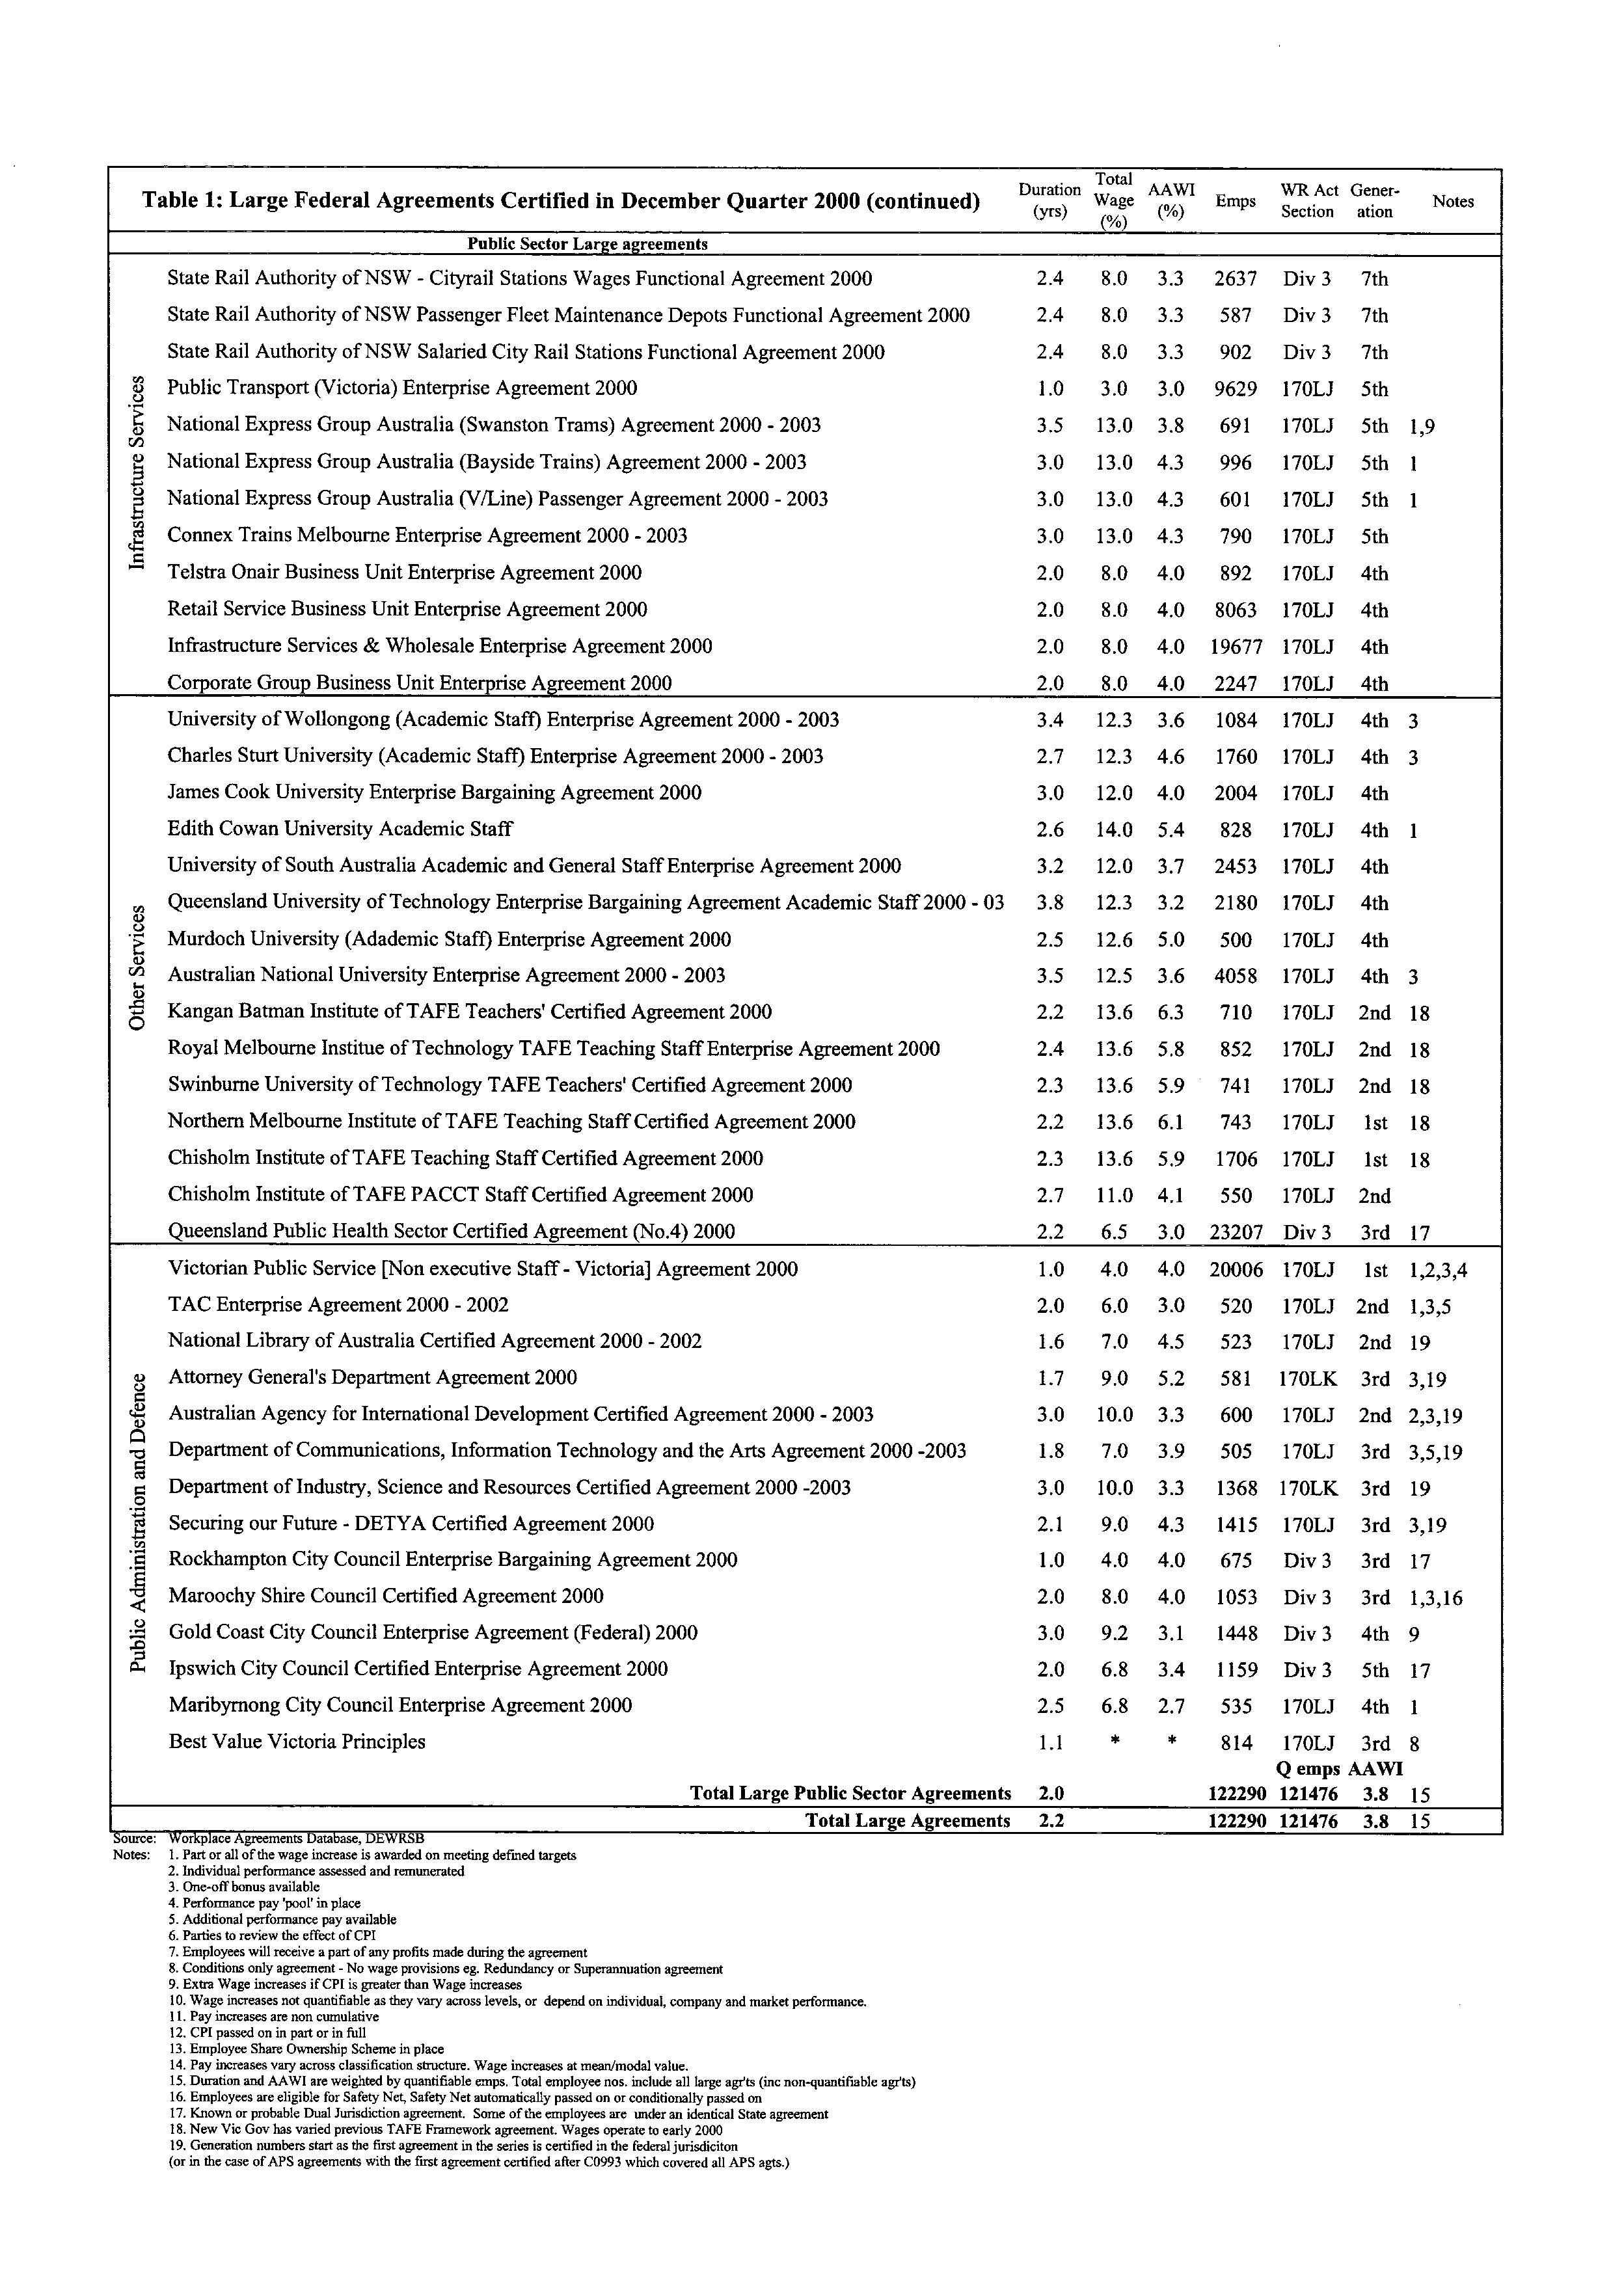 Table 1: Large Federal Agreements Certified in December Quarter 2000 (continued) Duration (yrs) Total Wage (%) AAWI (%) Emps WR Act Section Gener-ation Notes
Public Sector Large agreements
Infrastructure Services
State Rail Authority of NSW - Cityrail Stations Wages Functional Agreement 2000 2.4 8.0 3.3 2637 Div 3 7th
State Rail Authority of NSW Passenger Fleet Maintenance Depots Functional Agreement 2000 2.4 8.0 3.3 587 Div 3 7th
State Rail Authority of NSW Salaried City Rail Stations Functional Agreement 2000 2.4 8.0 3.3 902 Div 3 7th
Public Transport (Victoria) Enterprise Agreement 2000 1.0 3.0 3.0 9629 170LJ 5th
National Express Group Australia (Swanston Trams) Agreement 2000 - 2003 3.5 13.0 3.8 691 170LJ 5th 1,9
National Express Group Australia (Bayside Trains) Agreement 2000 - 2003 3.0 13.0 4.3 996 170LJ 5th 1
National Express Group Australia (V/Line) Passenger Agreement 2000 - 2003 3.0 13.0 4.3 601 170LJ 5th 1
Connex Trains Melbourne Enterprise Agreement 2000 - 2003 3.0 13.0 4.3 790 170LJ 5th
Telstra Onair Business Unit Enterprise Agreement 2000 2.0 8.0 4.0 892 170LJ 4th
Retail Service Business Unit Enterprise Agreement 2000 2.0 8.0 4.0 8063 170LJ 4th
Infrastructure Services & Wholesale Enterprise Agreement 2000 2.0 8.0 4.0 19677 170LJ 4th
Corporate Group Business Unit Enterprise Agreement 2000 2.0 8.0 4.0 2247 170LJ 4th
Other Services
University of Wollongong (Academic Staff) Enterprise Agreement 2000 - 2003 3.4 12.3 3.6 1084 170LJ 4th 3
Charles Sturt University (Academic Staff) Enterprise Agreement 2000 - 2003 2.7 12.3 4.6 1760 170LJ 4th 3
James Cook University Enterprise Bargaining Agreement 2000 3.0 12.0 4.0 2004 170LJ 4th
Edith Cowan University Academic Staff 2.6 14.0 5.4 828 170LJ 4th 1
University of South Australia Academic and General Staff Enterprise Agreement 2000 3.2 12.0 3.7 2453 170LJ 4th
Queensland University of Technology Enterprise Bargaining Agreement Academic Staff 2000 - 03 3.8 12.3 3.2 2180 170LJ 4th
Murdoch University (Adademic Staff) Enterprise Agreement 2000 2.5 12.6 5.0 500 170LJ 4th
Australian National University Enterprise Agreement 2000 - 2003 3.5 12.5 3.6 4058 170LJ 4th 3
Kangan Batman Institute of TAFE Teachers' Certified Agreement 2000 2.2 13.6 6.3 710 170LJ 2nd 18
Royal Melbourne Institue of Technology TAFE Teaching Staff Enterprise Agreement 2000 2.4 13.6 5.8 852 170LJ 2nd 18
Swinburne University of Technology TAFE Teachers' Certified Agreement 2000 2.3 13.6 5.9 741 170LJ 2nd 18
Northern Melbourne Institute of TAFE Teaching Staff Certified Agreement 2000 2.2 13.6 6.1 743 170LJ 1st 18
Chisholm Institute of TAFE Teaching Staff Certified Agreement 2000 2.3 13.6 5.9 1706 170LJ 1st 18
Chisholm Institute of TAFE PACCT Staff Certified Agreement 2000 2.7 11.0 4.1 550 170LJ 2nd
Queensland Public Health Sector Certified Agreement (No.4) 2000 2.2 6.5 3.0 23207 Div 3 3rd 17
Public Administration and Defence
Victorian Public Service [Non executive Staff - Victoria] Agreement 2000 1.0 4.0 4.0 20006 170LJ 1st 1,2,3,4
TAC Enterprise Agreement 2000 - 2002 2.0 6.0 3.0 520 170LJ 2nd 1,3,5
National Library of Australia Certified Agreement 2000 - 2002 1.6 7.0 4.5 523 170LJ 2nd 19
Attorney General's Department Agreement 2000 1.7 9.0 5.2 581 170LK 3rd 3,19
Australian Agency for International Development Certified Agreement 2000 - 2003 3.0 10.0 3.3 600 170LJ 2nd 2,3,19
Department of Communications, Information Technology and the Arts Agreement 2000 -2003 1.8 7.0 3.9 505 170LJ 3rd 3,5,19
Department of Industry, Science and Resources Certified Agreement 2000 -2003 3.0 10.0 3.3 1368 170LK 3rd 19
Securing our Future - DETYA Certified Agreement 2000 2.1 9.0 4.3 1415 170LJ 3rd 3,19
Rockhampton City Council Enterprise Bargaining Agreement 2000 1.0 4.0 4.0 675 Div 3 3rd 17
Maroochy Shire Council Certified Agreement 2000 2.0 8.0 4.0 1053 Div 3 3rd 1,3,16
Gold Coast City Council Enterprise Agreement (Federal) 2000 3.0 9.2 3.1 1448 Div 3 4th 9
Ipswich City Council Certified Enterprise Agreement 2000 2.0 6.8 3.4 1159 Div 3 5th 17
Maribyrnong City Council Enterprise Agreement 2000 2.5 6.8 2.7 535 170LJ 4th 1
Best Value Victoria Principles 1.1 * * 814 170LJ 3rd 8
Q emps AAWI
Total Large Public Sector Agreements 2.0 122290 121476 3.8 15
Total Large Agreements 2.2 122290 121476 3.8 15
Source: Workplace Agreements Database, DEWRSB
Notes: 1. Part or all of the wage increase is awarded on meeting defined targets
2. Individual performance assessed and remunerated
3. One-off bonus available
4. Performance pay 'pool' in place
5. Additional performance pay available
6. Parties to review the effect of CPI
7. Employees will receive a part of any profits made during the agreement
8. Conditions only agreement - No wage provisions eg. Redundancy or Superannuation agreement
9. Extra Wage increases if CPI is greater than Wage increases
10. Wage increases not quantifiable as they vary across levels, or depend on individual, company and market performance.
11. Pay increases are non cumulative
12. CPI passed on in part or in full
13. Employee Share Ownership Scheme in place
14. Pay increases vary across classification structure. Wage increases at mean/modal value.
15. Duration and AAWI are weighted by quantifiable emps. Total employee nos. include all large agr'ts (inc non-quantifiable agr'ts)
16. Employees are eligible for Safety Net, Safety Net automatically passed on or conditionally passed on
17. Known or probable Dual Jurisdiction agreement. Some of the employees are under an identical State agreement
18. New Vic Gov has varied previous TAFE Framework agreement. Wages operate to early 2000
19. Generation numbers start as the first agreement in the series is certified in the federal jurisdiciton
(or in the case of APS agreements with the first agreement certified after C0993 which covered all APS agts.)